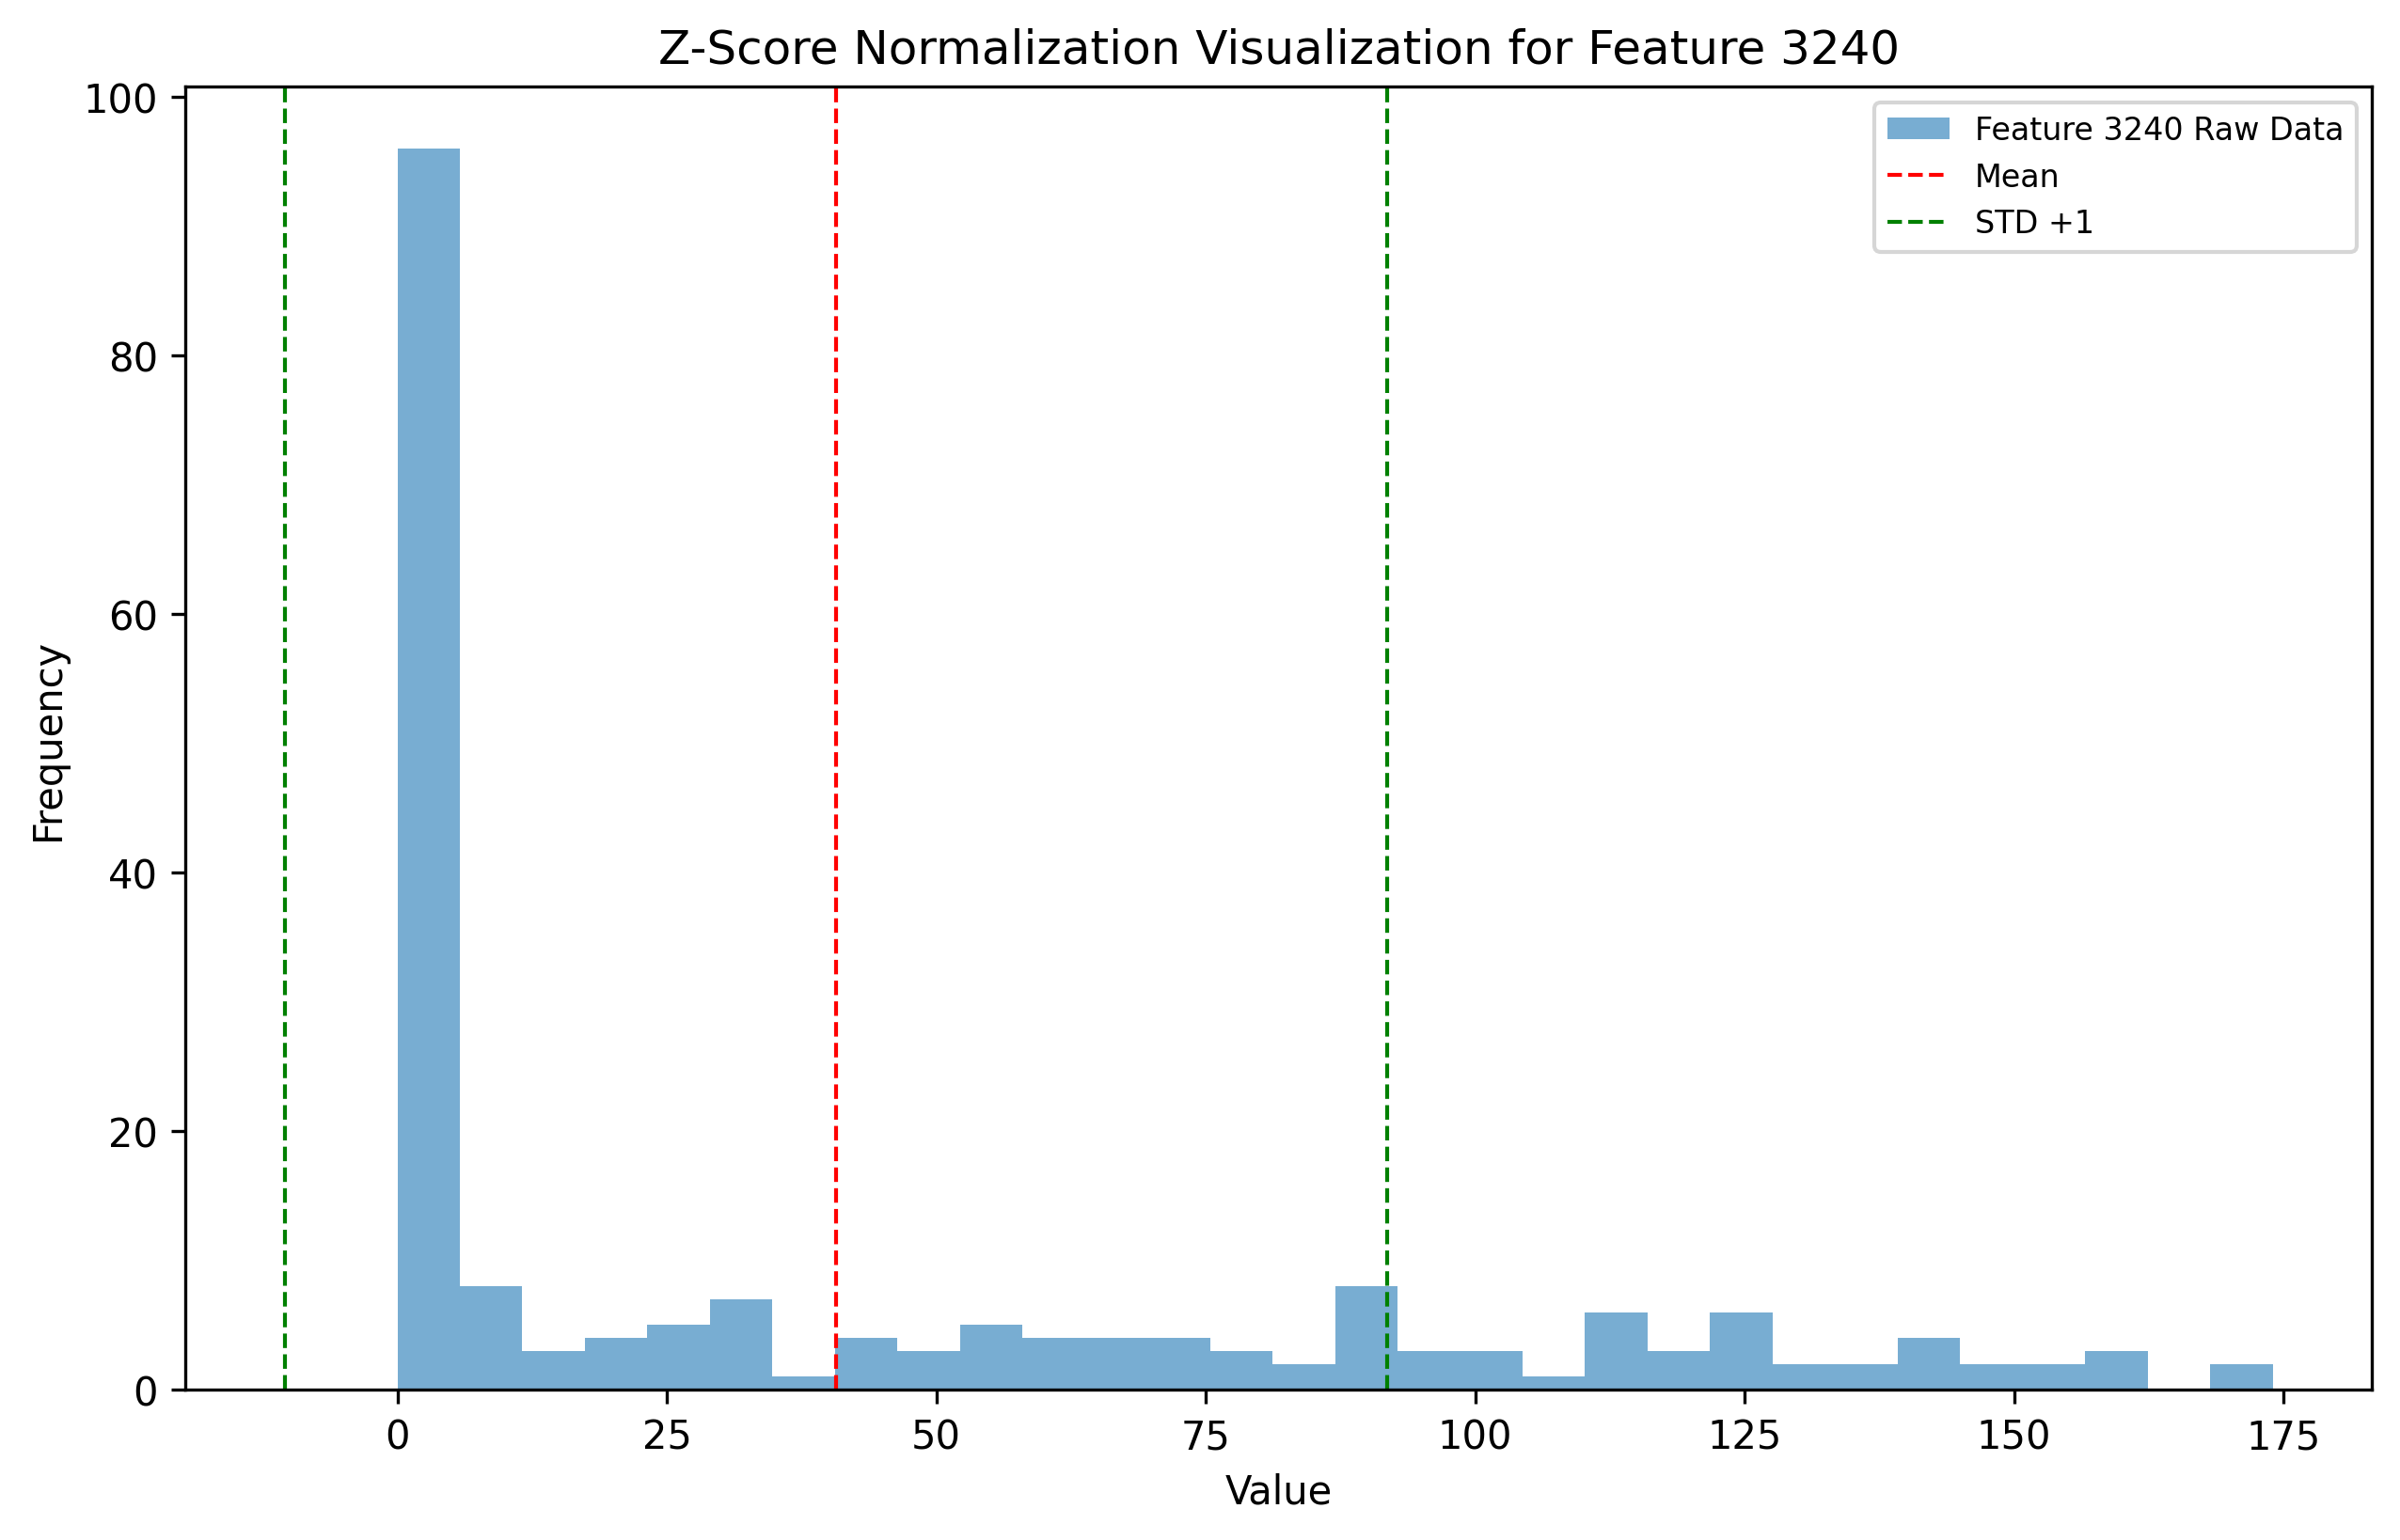 Z-Score Normalization Visualization for Feature 3240
Feature 3240 Raw Data
Mean
STD +1
100
80
60
40
20
0
Frequency
0 25 50 75 100 125 150 175
Value